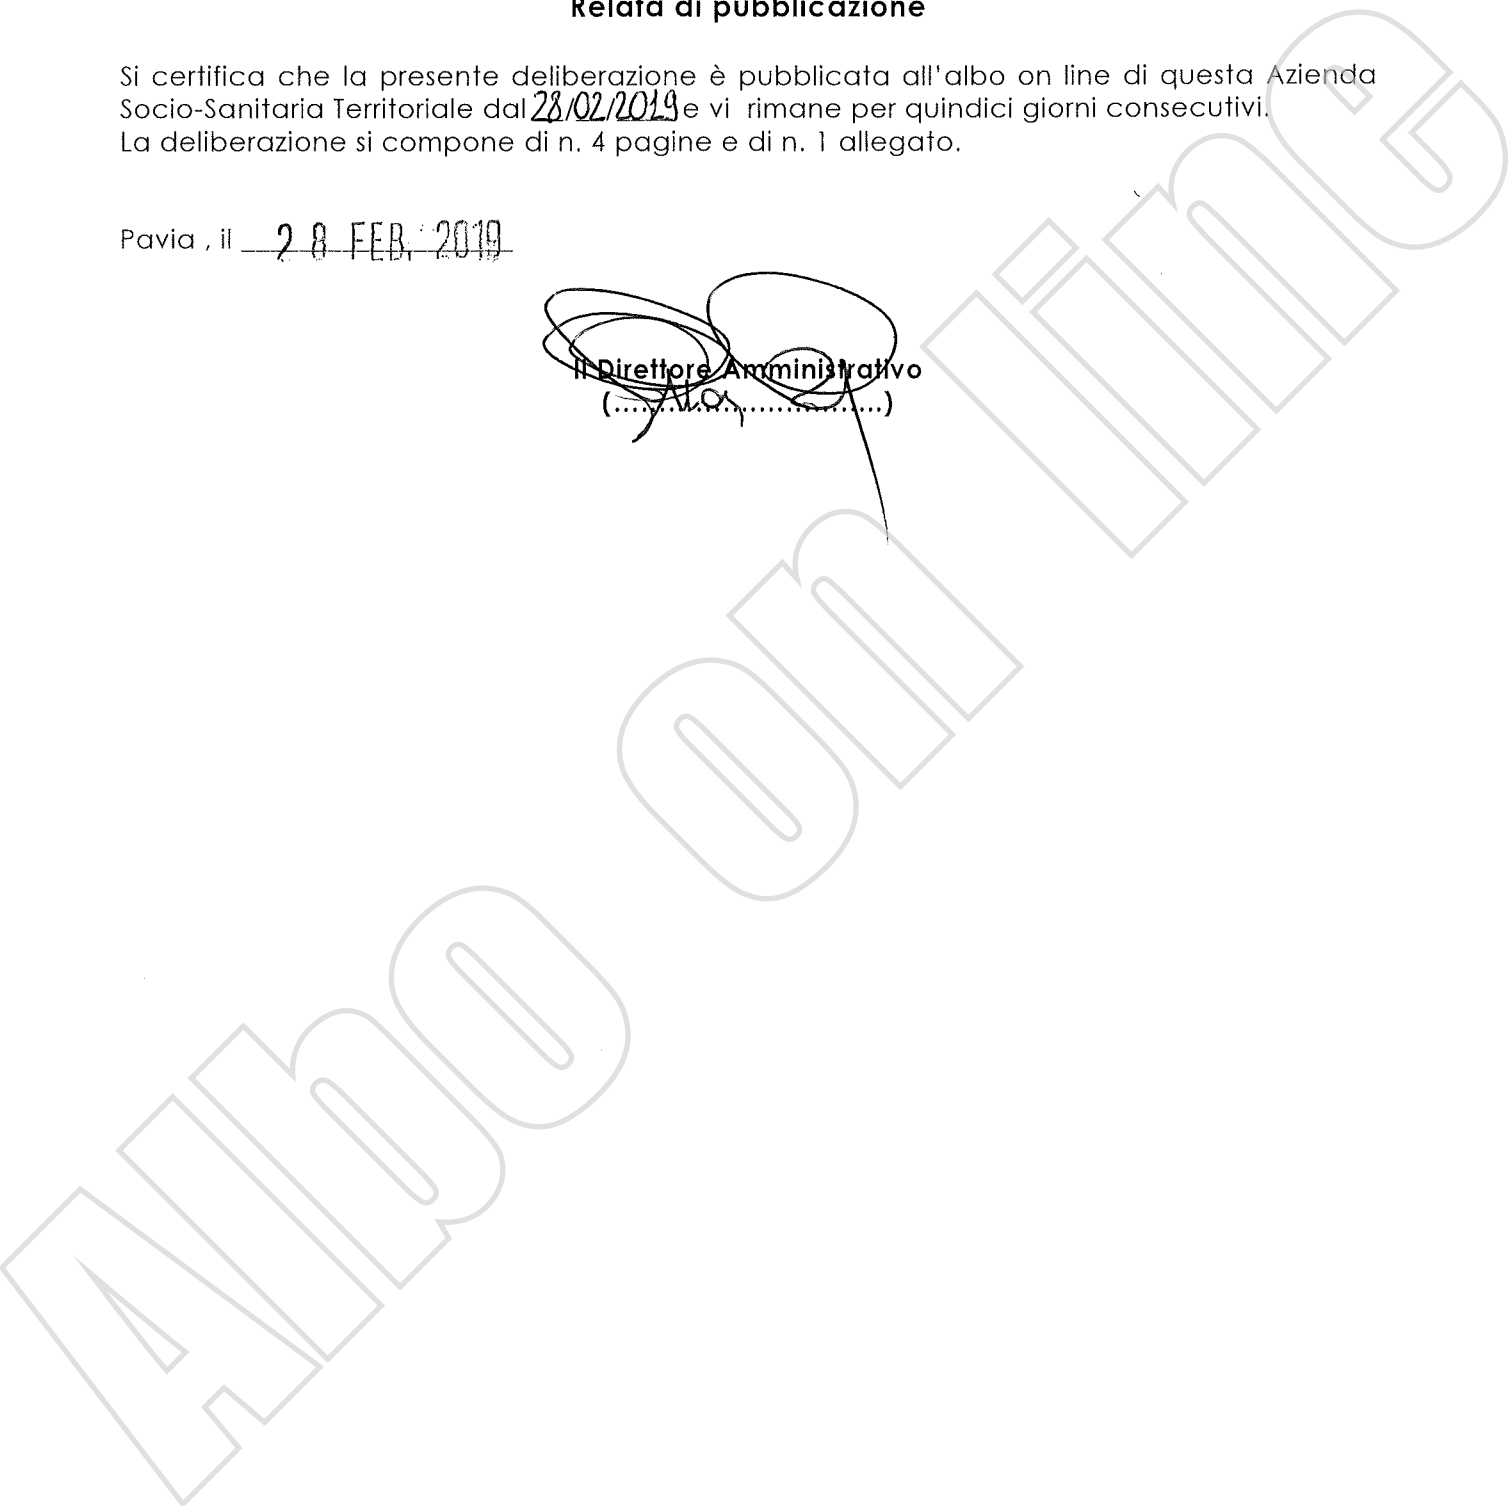 Relata di pubblicazione
Si certifica che la presente deliberazione è pubblicata all'albo on line di questa Azienda
Socio-Sanitaria Territoriale dal 28/02/2019 e vi rimane per quindici giorni consecutivi.
La deliberazione si compone di n. 4 pagine e di n. 1 allegato.
Pavia , il 28 FEB. 2019
Il Direttore Amministrativo
(..............................)
Albo on line